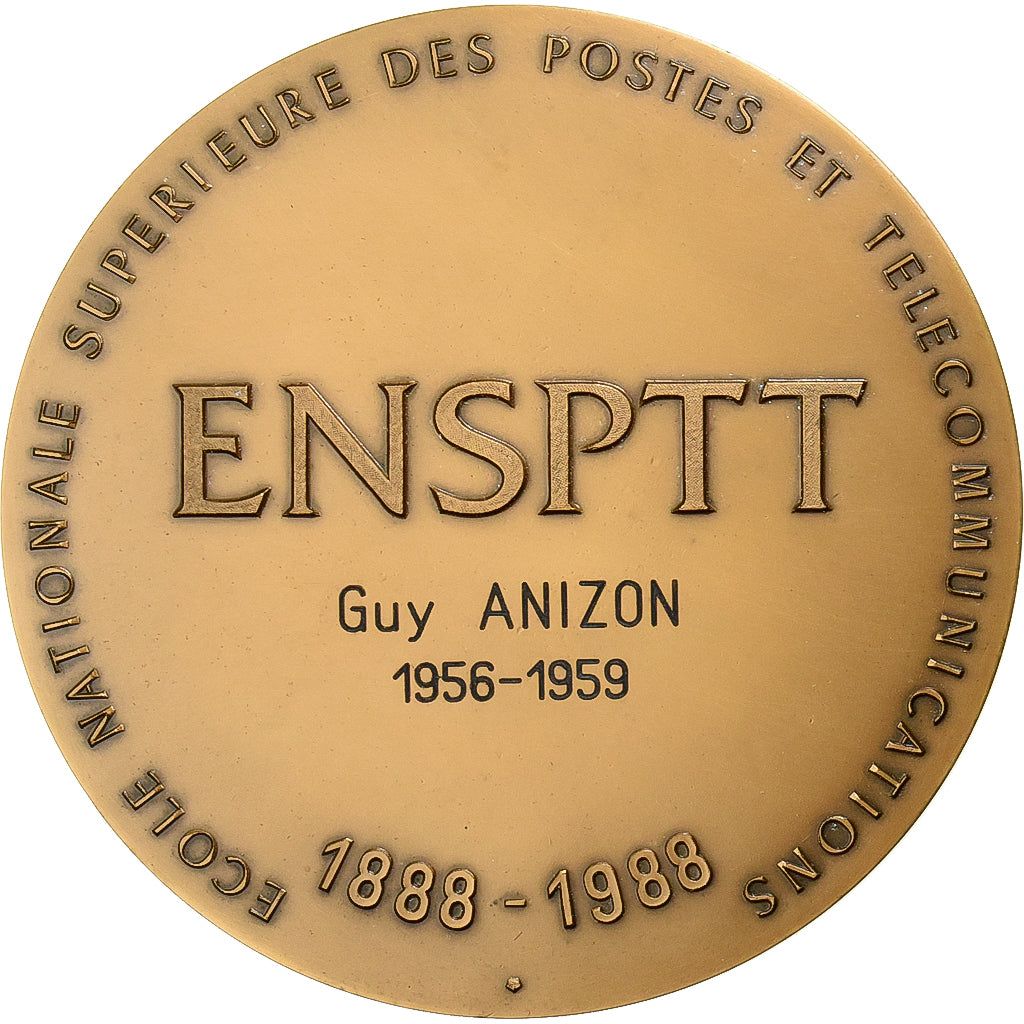 ECOLE NATIONALE SUPERIEURE DES POSTES ET TELECOMMUNICATIONS
ENSPTT
Guy ANIZON
1956-1959
1888-1988